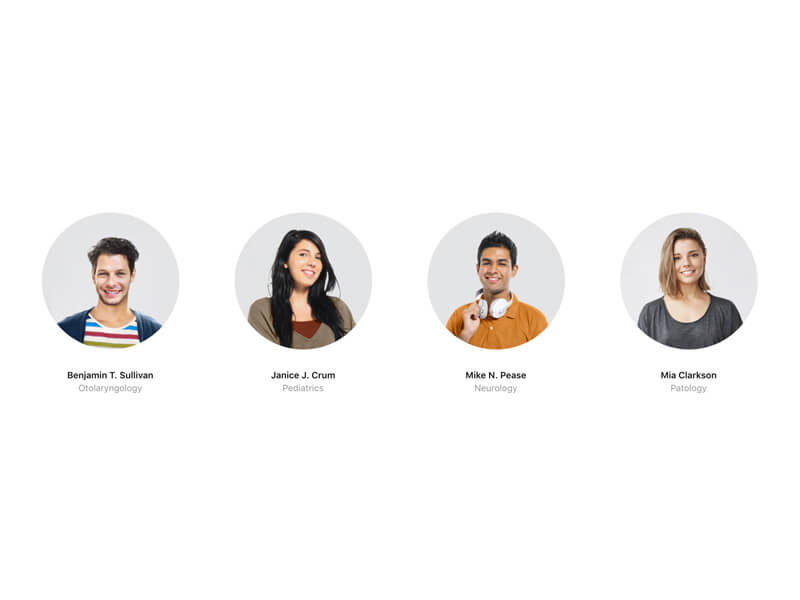 Benjamin T. Sullivan
Otolaryngology
Janice J. Crum
Pediatrics
Mike N. Pease
Neurology
Mia Clarkson
Patology